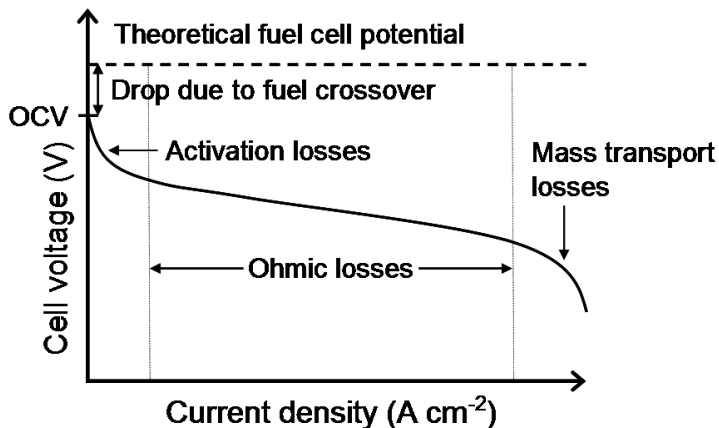 Theoretical fuel cell potential
Drop due to fuel crossover
OCV
Activation losses
Mass transport
losses
Ohmic losses
Cell voltage (V)
Current density (A cm⁻²)